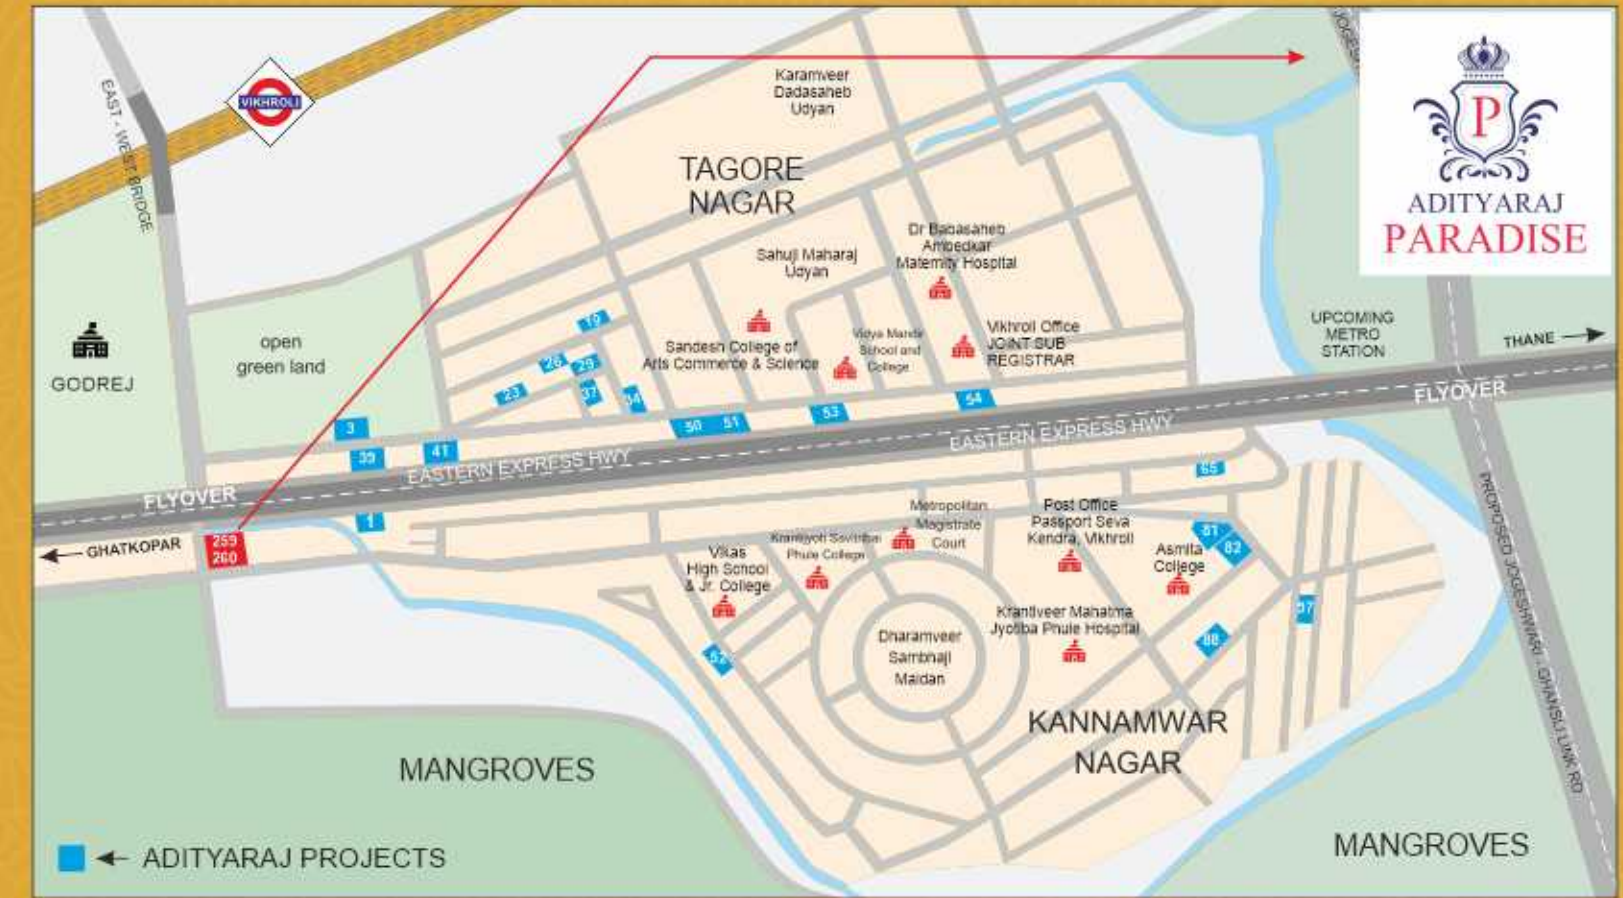 EAST - WEST BRIDGE
VIKHROLI
Karamveer
Dadasaheb
Udyan
P
ADITYARAJ
PARADISE
TAGORE
NAGAR
Dr Babasaheb
Ambedkar
Maternity Hospital
Sahuji Maharaj
Udyan
GODREJ
open
green land
19
26
29
23
37
34
Sandesh College of
Arts Commerce & Science
Vidya Mandir
School and
College
Vikhroli Office
JOINT SUB
REGISTRAR
UPCOMING
METRO
STATION
THANE
3
39
41
50
51
53
54
FLYOVER
EASTERN EXPRESS HWY
EASTERN EXPRESS HWY
FLYOVER
1
GHATKOPAR
259
260
65
Metropolitan
Magistrate
Court
Post Office
Passport Seva
Kendra, Vikhroli
Krantijyoti Savitribai
Phule College
Vikas
High School
& Jr. College
Asmita
College
81
82
Krantiveer Mahatma
Jyotiba Phule Hospital
Dharamveer
Sambhaji
Maidan
88
KANNAMWAR
NAGAR
PROPOSED JOGESHWARI - GHANSLI LINK RD
MANGROVES
MANGROVES
ADITYARAJ PROJECTS